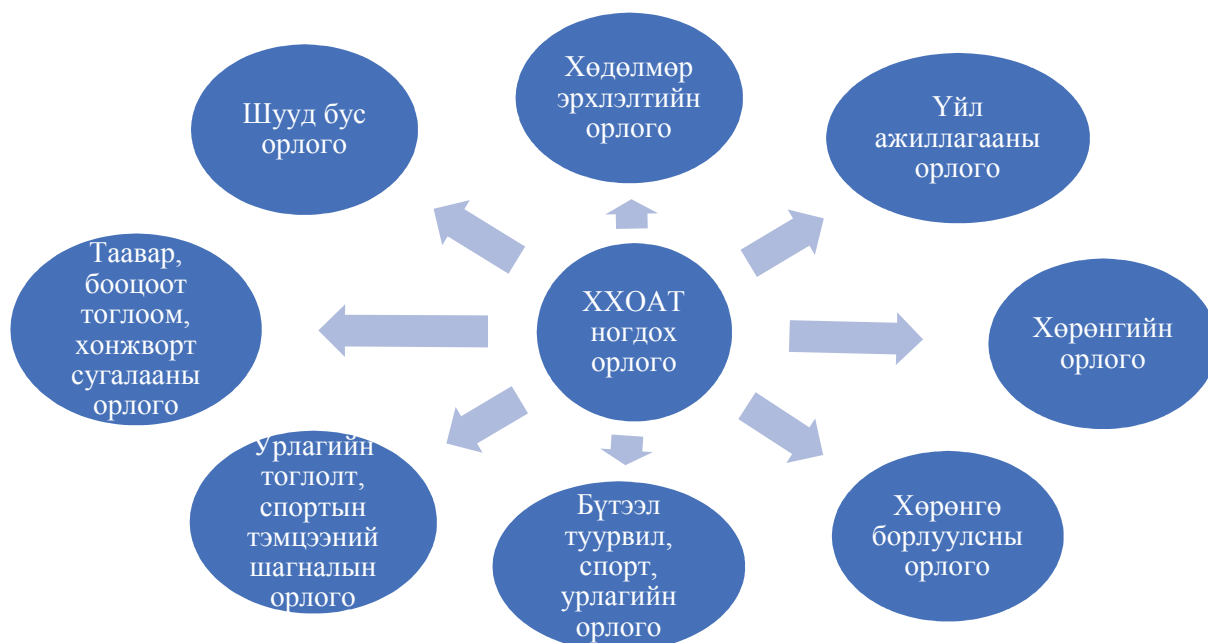 Хөдөлмөр
эрхлэлтийн
орлого
Үйл
ажиллагааны
орлого
Хөрөнгийн
орлого
Хөрөнгө
борлуулсны
орлого
Бүтээл
туурвил,
спорт,
урлагийн
орлого
Урлагийн
тоглолт,
спортын
тэмцээний
шагналын
орлого
Таавар,
бооцоот
тоглоом,
хонжворт
сугалааны
орлого
Шууд бус
орлого
ХХОАТ
ногдох
орлого